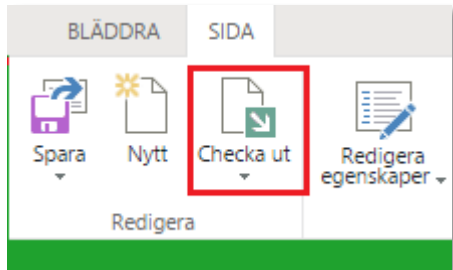 BLÄDDRA SIDA
Spara Nytt Checka ut Redigera
egenskaper
Redigera